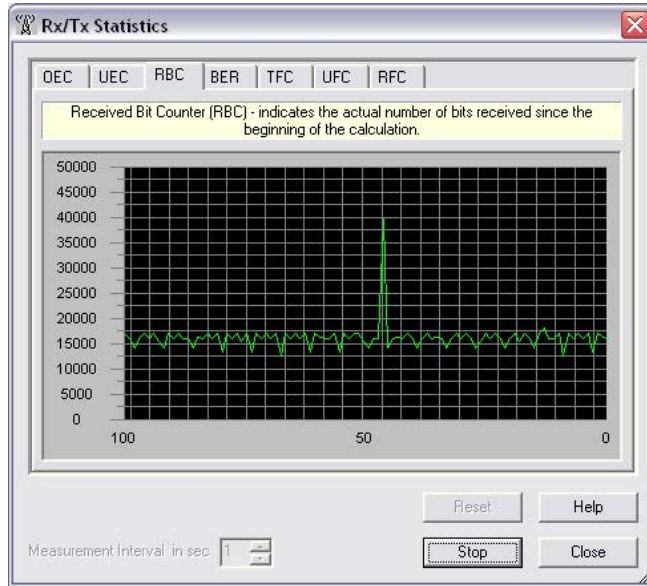 Rx/Tx Statistics
OEC UEC RBC BER TFC UFC RFC
Received Bit Counter (RBC) - indicates the actual number of bits received since the
beginning of the calculation.
50000
45000
40000
35000
30000
25000
20000
15000
10000
5000
0
100 50 0
Reset Help
Measurement Interval in sec 1 Stop Close